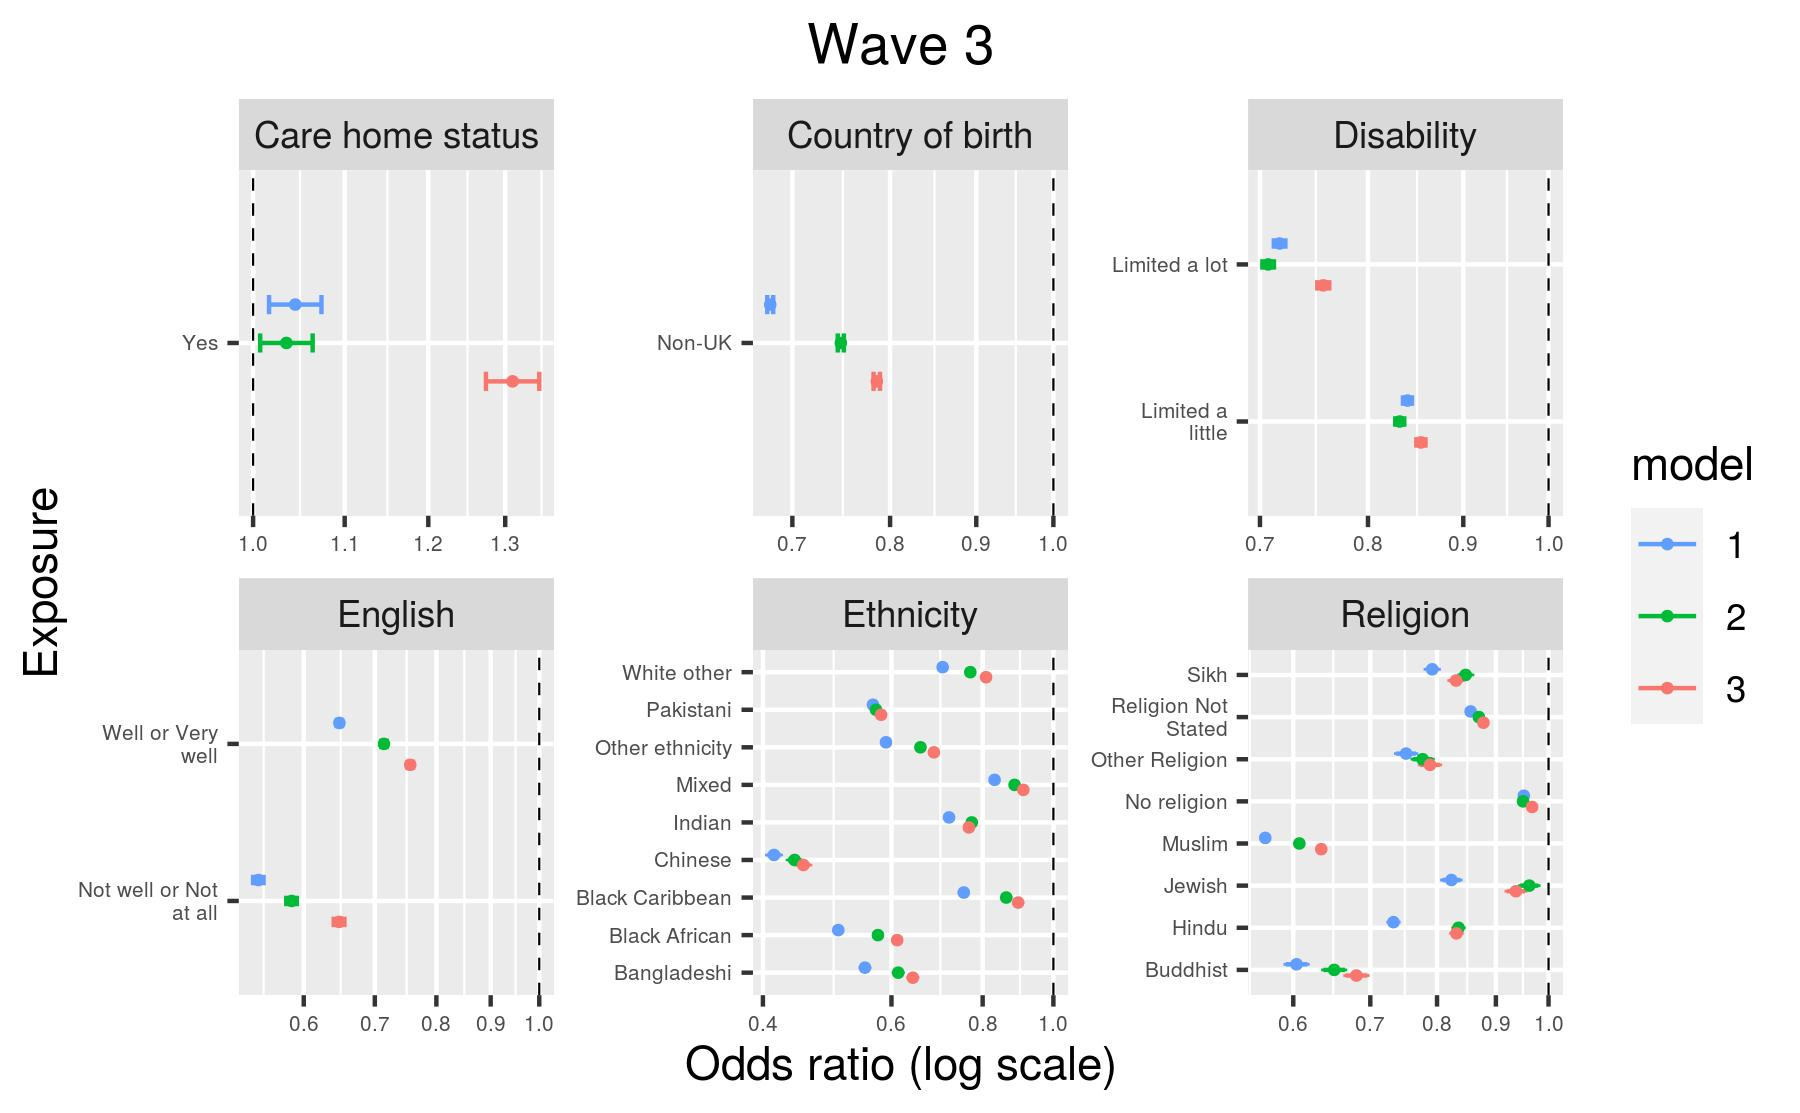 Wave 3
Care home status
Country of birth
Disability
Yes
1.0 1.1 1.2 1.3
Non-UK
0.7 0.8 0.9 1.0
Limited a lot
Limited a
little
0.7 0.8 0.9 1.0
English
Ethnicity
Religion
Well or Very
well
Not well or Not
at all
0.6 0.7 0.8 0.9 1.0
White other
Pakistani
Other ethnicity
Mixed
Indian
Chinese
Black Caribbean
Black African
Bangladeshi
0.4 0.6 0.8 1.0
Sikh
Religion Not
Stated
Other Religion
No religion
Muslim
Jewish
Hindu
Buddhist
0.6 0.7 0.8 0.9 1.0
Exposure
Odds ratio (log scale)
model
1
2
3